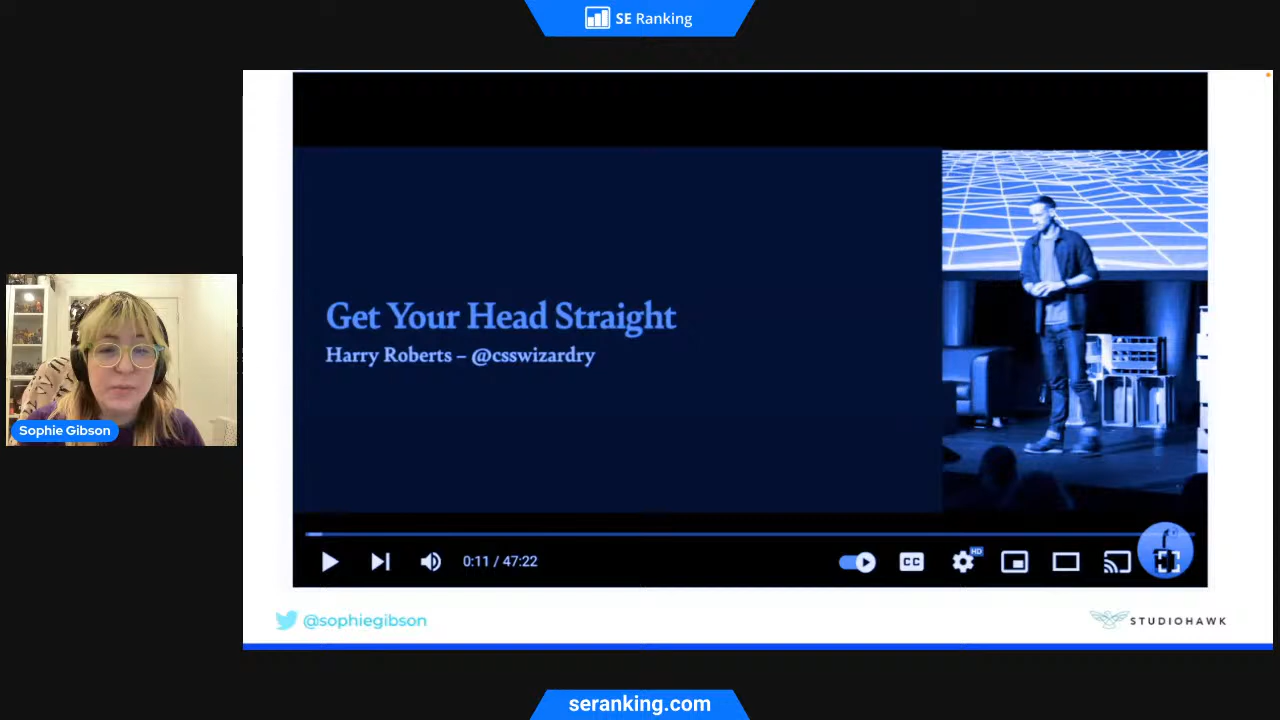 SE Ranking
Get Your Head Straight
Harry Roberts – @csswizardry
Sophie Gibson
HD
CC
0:11 / 47:22
@sophiegibson
STUDIOHAWK
seranking.com